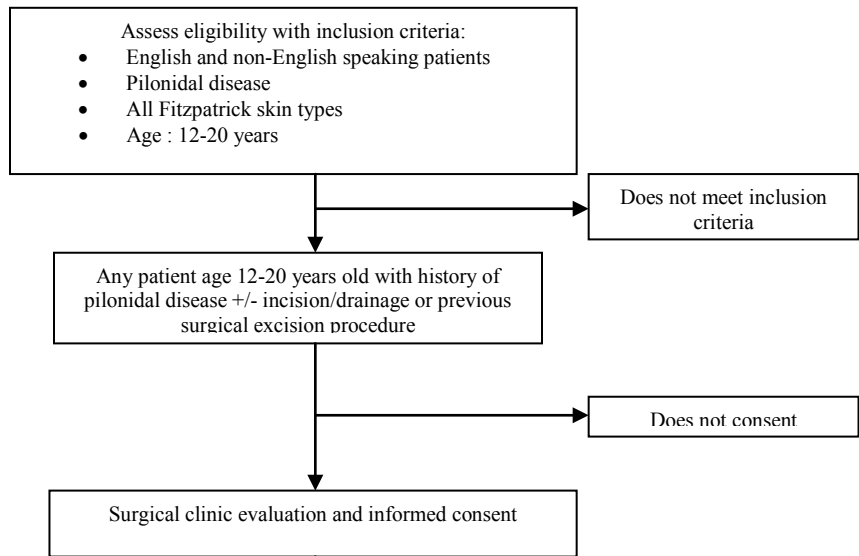 Assess eligibility with inclusion criteria:
• English and non-English speaking patients
• Pilonidal disease
• All Fitzpatrick skin types
• Age : 12-20 years
Does not meet inclusion
criteria
Any patient age 12-20 years old with history of
pilonidal disease +/- incision/drainage or previous
surgical excision procedure
Does not consent
Surgical clinic evaluation and informed consent